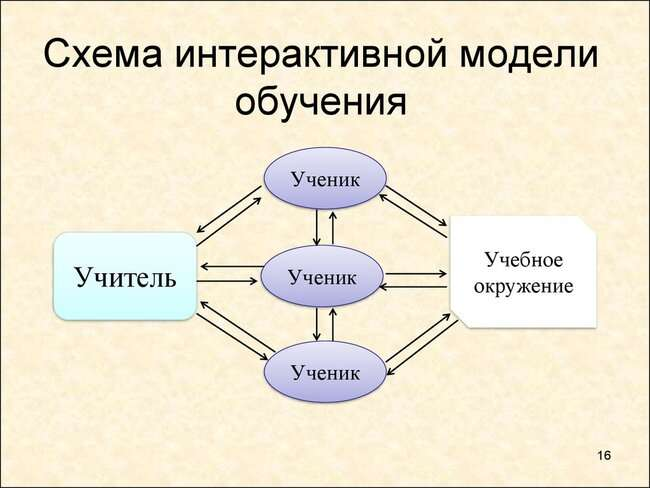 Схема интерактивной модели
обучения
Ученик
Учитель
Ученик
Учебное
окружение
Ученик
16